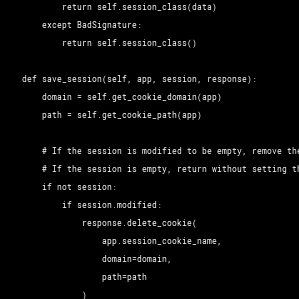 return self.session_class(data)
except BadSignature:
return self.session_class()
def save_session(self, app, session, response):
domain = self.get_cookie_domain(app)
path = self.get_cookie_path(app)
# If the session is modified to be empty, remove the
# If the session is empty, return without setting th
if not session:
if session.modified:
response.delete_cookie(
app.session_cookie_name,
domain=domain,
path=path
)